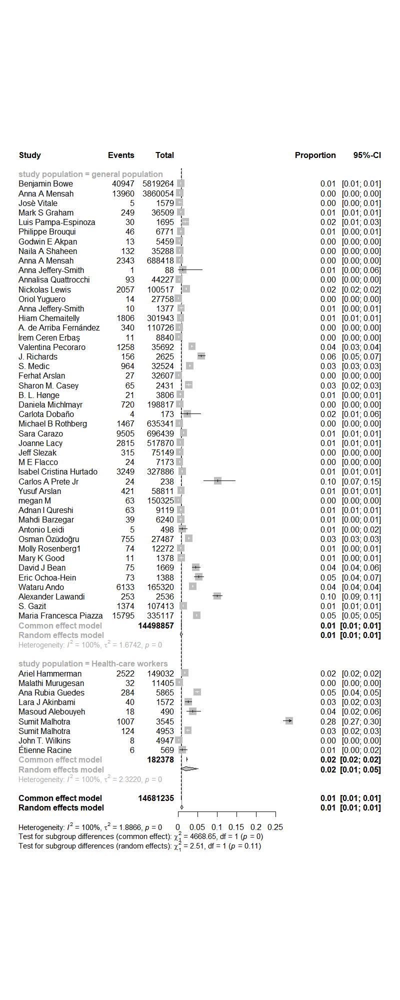 Study Events Total Proportion 95%-CI
study population = general population
Benjamin Bowe 40947 5819264 0.01 [0.01; 0.01]
Anna A Mensah 13960 3860054 0.00 [0.00; 0.00]
Josè Vitale 5 1579 0.00 [0.00; 0.01]
Mark S Graham 249 36509 0.01 [0.01; 0.01]
Luis Pampa-Espinoza 30 1695 0.02 [0.01; 0.03]
Philippe Brouqui 46 6771 0.01 [0.00; 0.01]
Godwin E Akpan 13 5459 0.00 [0.00; 0.00]
Naila A Shaheen 132 35288 0.00 [0.00; 0.00]
Anna A Mensah 2343 688418 0.00 [0.00; 0.00]
Anna Jeffery-Smith 1 88 0.01 [0.00; 0.06]
Annalisa Quattrocchi 93 44227 0.00 [0.00; 0.00]
Nickolas Lewis 2057 100517 0.02 [0.02; 0.02]
Oriol Yuguero 14 27758 0.00 [0.00; 0.00]
Anna Jeffery-Smith 10 1377 0.01 [0.00; 0.01]
Hiam Chemaitelly 1806 301943 0.01 [0.01; 0.01]
A. de Arriba Fernández 340 110726 0.00 [0.00; 0.00]
İrem Ceren Erbaş 11 8840 0.00 [0.00; 0.00]
Valentina Pecoraro 1258 35692 0.04 [0.03; 0.04]
J. Richards 156 2625 0.06 [0.05; 0.07]
S. Medic 964 32524 0.03 [0.03; 0.03]
Ferhat Arslan 27 32607 0.00 [0.00; 0.00]
Sharon M. Casey 65 2431 0.03 [0.02; 0.03]
B. L. Hønge 21 3806 0.01 [0.00; 0.01]
Daniela Michlmayr 720 198817 0.00 [0.00; 0.00]
Carlota Dobaño 4 173 0.02 [0.01; 0.06]
Michael B Rothberg 1467 635341 0.00 [0.00; 0.00]
Sara Carazo 9505 696439 0.01 [0.01; 0.01]
Joanne Lacy 2815 517870 0.01 [0.01; 0.01]
Jeff Slezak 315 75149 0.00 [0.00; 0.00]
M E Flacco 24 7173 0.00 [0.00; 0.00]
Isabel Cristina Hurtado 3249 327886 0.01 [0.01; 0.01]
Carlos A Prete Jr 24 238 0.10 [0.07; 0.15]
Yusuf Arslan 421 58811 0.01 [0.01; 0.01]
megan M 63 150325 0.00 [0.00; 0.00]
Adnan I Qureshi 63 9119 0.01 [0.01; 0.01]
Mahdi Barzegar 39 6240 0.01 [0.00; 0.01]
Antonio Leidi 5 498 0.01 [0.00; 0.02]
Osman Özüdoğru 755 27487 0.03 [0.03; 0.03]
Molly Rosenberg1 74 12272 0.01 [0.00; 0.01]
Mary K Good 11 1378 0.01 [0.00; 0.01]
David J Bean 75 1669 0.04 [0.04; 0.06]
Eric Ochoa-Hein 73 1388 0.05 [0.04; 0.07]
Wataru Ando 6133 165320 0.04 [0.04; 0.04]
Alexander Lawandi 253 2536 0.10 [0.09; 0.11]
S. Gazit 1374 107413 0.01 [0.01; 0.01]
Maria Francesca Piazza 15795 335117 0.05 [0.05; 0.05]
Common effect model 14498857 0.01 [0.01; 0.01]
Random effects model 0.01 [0.01; 0.01]
Heterogeneity: I² = 100%, τ² = 1.6742, p = 0
study population = Health-care workers
Ariel Hammerman 2522 149032 0.02 [0.02; 0.02]
Malathi Murugesan 32 11405 0.00 [0.00; 0.00]
Ana Rubia Guedes 284 5865 0.05 [0.04; 0.05]
Lara J Akinbami 40 1572 0.03 [0.02; 0.03]
Masoud Alebouyeh 18 490 0.04 [0.02; 0.06]
Sumit Malhotra 1007 3545 0.28 [0.27; 0.30]
Sumit Malhotra 124 4953 0.03 [0.02; 0.03]
John T. Wilkins 8 4947 0.00 [0.00; 0.00]
Étienne Racine 6 569 0.01 [0.00; 0.02]
Common effect model 182378 0.02 [0.02; 0.02]
Random effects model 0.02 [0.01; 0.05]
Heterogeneity: I² = 100%, τ² = 2.3220, p = 0
Common effect model 14681235 0.01 [0.01; 0.01]
Random effects model 0.01 [0.01; 0.01]
Heterogeneity: I² = 100%, τ² = 1.8866, p = 0 0 0.05 0.1 0.15 0.2 0.25
Test for subgroup differences (common effect): χ²₁ = 4668.65, df = 1 (p = 0)
Test for subgroup differences (random effects): χ²₁ = 2.51, df = 1 (p = 0.11)